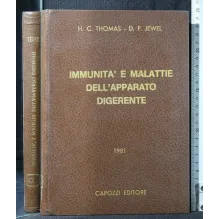 H. C. THOMAS - D. P. JEWEL
IMMUNITA' E MALATTIE
DELL'APPARATO
DIGERENTE
1981
CAPOZZI EDITORE